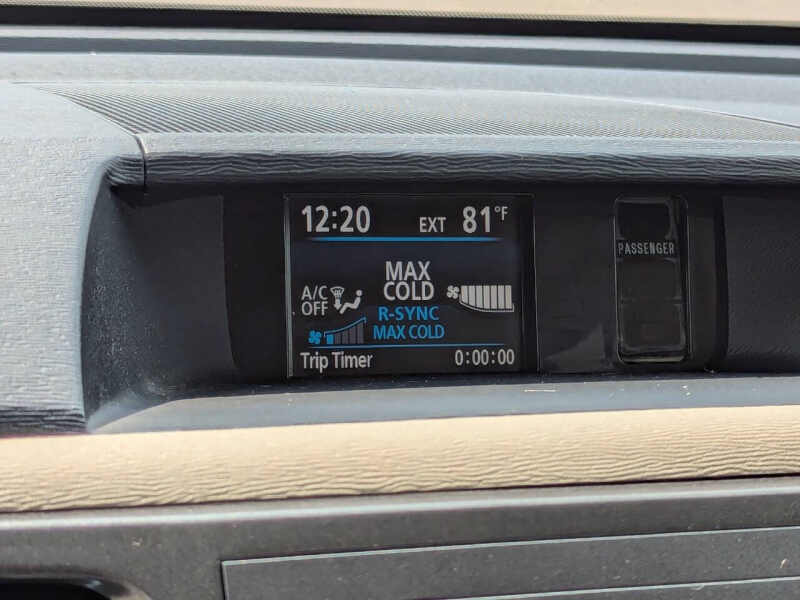 12:20 EXT 81°F
PASSENGER
MAX
COLD
A/C
OFF
R-SYNC
MAX COLD
Trip Timer 0:00:00